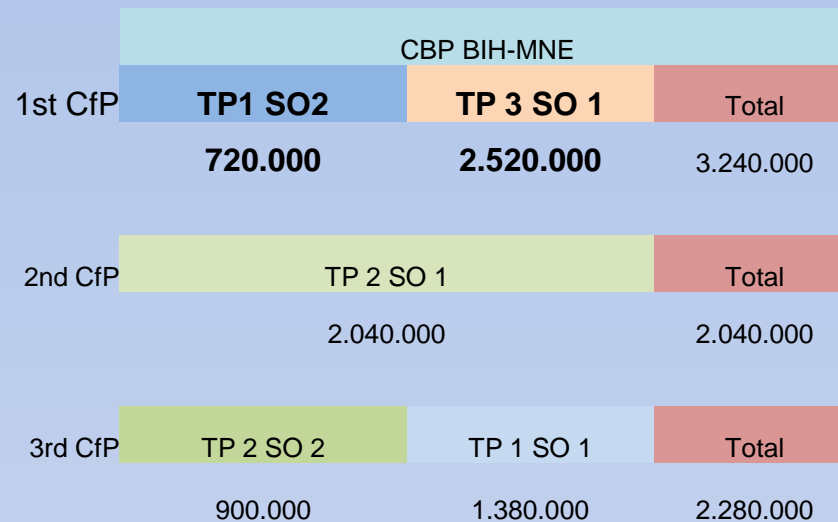 CBP BIH-MNE
1st CfP TP1 SO2 TP 3 SO 1 Total
720.000 2.520.000 3.240.000
2nd CfP TP 2 SO 1 Total
2.040.000 2.040.000
3rd CfP TP 2 SO 2 TP 1 SO 1 Total
900.000 1.380.000 2.280.000